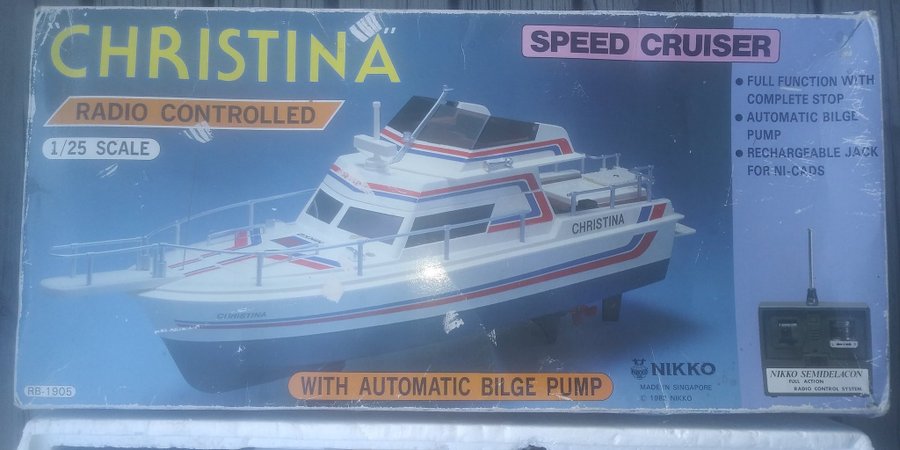 CHRISTINA"
SPEED CRUISER
RADIO CONTROLLED
1/25 SCALE
● FULL FUNCTION WITH
COMPLETE STOP
● AUTOMATIC BILGE
PUMP
● RECHARGEABLE JACK
FOR NI-CADS
CHRISTINA
CHRISTINA
NIKKO
MADE IN SINGAPORE
© 1982 NIKKO
WITH AUTOMATIC BILGE PUMP
RB-1905
NIKKO SEMIDELACON
FULL ACTION
RADIO CONTROL SYSTEM